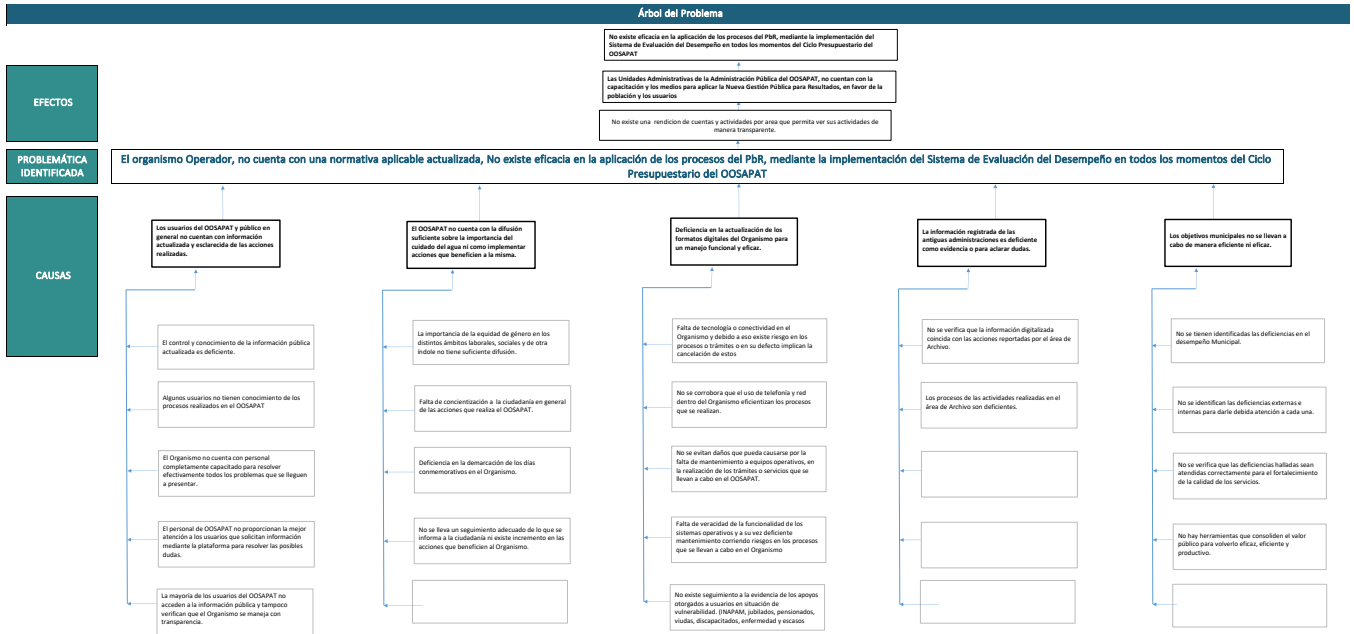 Árbol del Problema
No existe eficacia en la aplicación de los procesos del PbR, mediante la implementación del
Sistema de Evaluación del Desempeño en todos los momentos del Ciclo Presupuestario del
OOSAPAT
EFECTOS
Las Unidades Administrativas de la Administración Pública del OOSAPAT, no cuentan con la
capacitación y los medios para aplicar la Nueva Gestión Pública para Resultados, en favor de la
población y los usuarios
No existe una rendicion de cuentas y actividades por area que permita ver sus actividades de
manera transparente.
PROBLEMÁTICA
IDENTIFICADA
El organismo Operador, no cuenta con una normativa aplicable actualizada, No existe eficacia en la aplicación de los procesos del PbR, mediante la implementación del Sistema de Evaluación del Desempeño en todos los momentos del Ciclo
Presupuestario del OOSAPAT
CAUSAS
Los usuarios del OOSAPAT y público en
general no cuentan con información
actualizada y esclarecida de las acciones
realizadas.
El control y conocimiento de la información pública
actualizada es deficiente.
Algunos usuarios no tienen conocimiento de los
procesos realizados en el OOSAPAT
El Organismo no cuenta con personal
completamente capacitado para resolver
efectivamente todos los problemas que se lleguen
a presentar.
El personal de OOSAPAT no proporcionan la mejor
atención a los usuarios que solicitan información
mediante la plataforma para resolver las posibles
dudas.
La mayoría de los usuarios del OOSAPAT no
acceden a la información pública y tampoco
verifican que el Organismo se maneja con
transparencia.
El OOSAPAT no cuenta con la difusión
suficiente sobre la importancia del
cuidado del agua ni como implementar
acciones que beneficien a la misma.
La importancia de la equidad de género en los
distintos ámbitos laborales, sociales y de otra
índole no tiene suficiente difusión.
Falta de concientización a la ciudadanía en general
de las acciones que realiza el OOSAPAT.
Deficiencia en la demarcación de los días
conmemorativos en el Organismo.
No se lleva un seguimiento adecuado de lo que se
informa a la ciudadanía ni existe incremento en las
acciones que beneficien al Organismo.
Deficiencia en la actualización de los
formatos digitales del Organismo para
un manejo funcional y eficaz.
Falta de tecnología o conectividad en el
Organismo y debido a eso existe riesgo en los
procesos o trámites o en su defecto implican la
cancelación de estos
No se corrobora que el uso de telefonía y red
dentro del Organismo eficientizan los procesos
que se realizan.
No se evitan daños que pueda causarse por la
falta de mantenimiento a equipos operativos, en
la realización de los trámites o servicios que se
llevan a cabo en el OOSAPAT.
Falta de veracidad de la funcionalidad de los
sistemas operativos y a su vez deficiente
mantenimiento corriendo riesgos en los procesos
que se llevan a cabo en el Organismo
No existe seguimiento a la evidencia de los apoyos
otorgados a usuarios en situación de
vulnerabilidad. (INAPAM, jubilados, pensionados,
viudas, discapacitados, enfermedad y escasos
La información registrada de las
antiguas administraciones es deficiente
como evidencia o para aclarar dudas.
No se verifica que la información digitalizada
coincida con las acciones reportadas por el área de
Archivo.
Los procesos de las actividades realizadas en el
área de Archivo son deficientes.
Los objetivos municipales no se llevan a
cabo de manera eficiente ni eficaz.
No se tienen identificadas las deficiencias en el
desempeño Municipal.
No se identifican las deficiencias externas e
internas para darle debida atención a cada una.
No se verifica que las deficiencias halladas sean
atendidas correctamente para el fortalecimiento
de la calidad de los servicios.
No hay herramientas que consoliden el valor
público para volverlo eficaz, eficiente y
productivo.